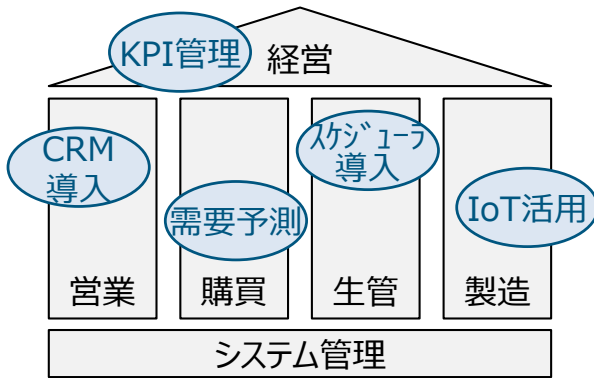 KPI管理
経営
CRM
導入
需要予測
ｽｹｼﾞｭｰﾗ
導入
IoT活用
営業
購買
生管
製造
システム管理